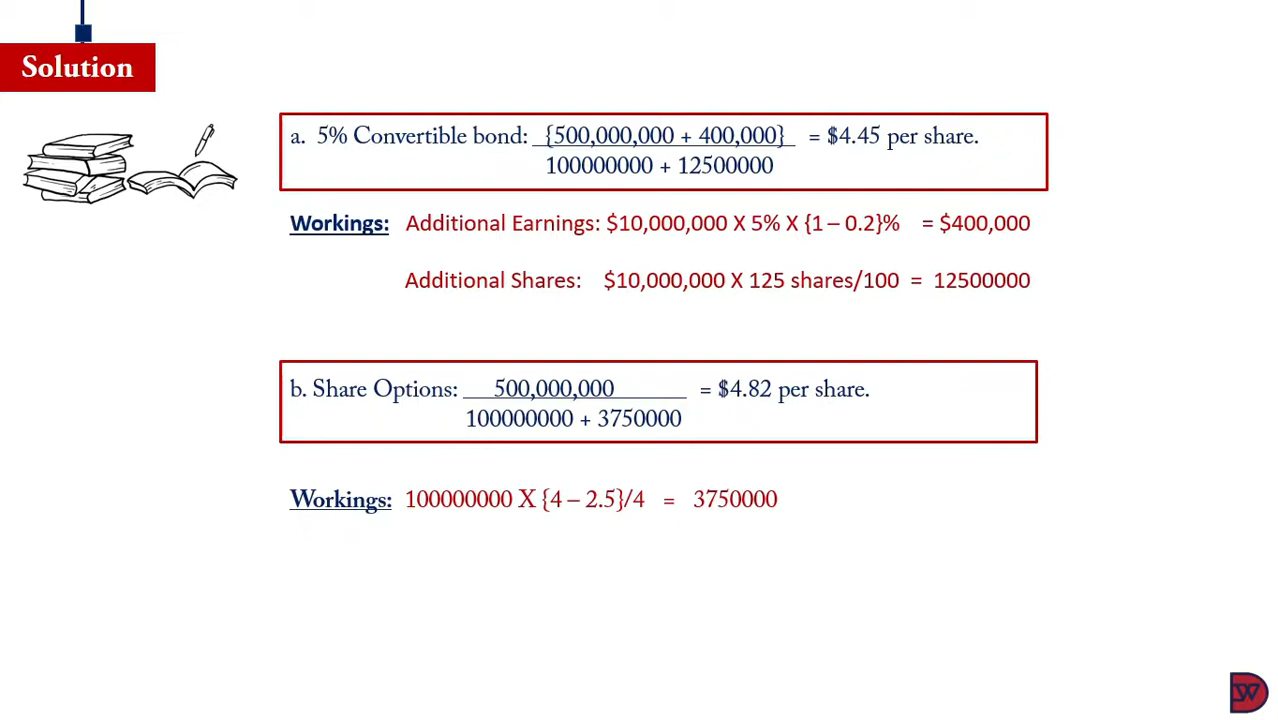 Solution
a. 5% Convertible bond: {500,000,000 + 400,000} = $4.45 per share.
100000000 + 12500000
Workings: Additional Earnings: $10,000,000 X 5% X {1 – 0.2}% = $400,000
Additional Shares: $10,000,000 X 125 shares/100 = 12500000
b. Share Options: 500,000,000 = $4.82 per share.
100000000 + 3750000
Workings: 100000000 X {4 – 2.5}/4 = 3750000
DW